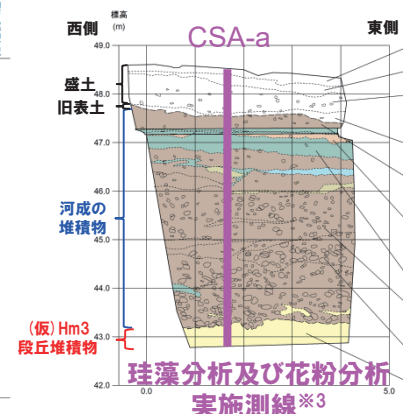 西側
標高
(m)
CSA-a
東側
49.0
盛土
48.0
旧表土
47.0
46.0
河成の
堆積物
45.0
44.0
(仮)Hm3
段丘堆積物
43.0
42.0
0.0
5.0
珪藻分析及び花粉分析
実施測線※3